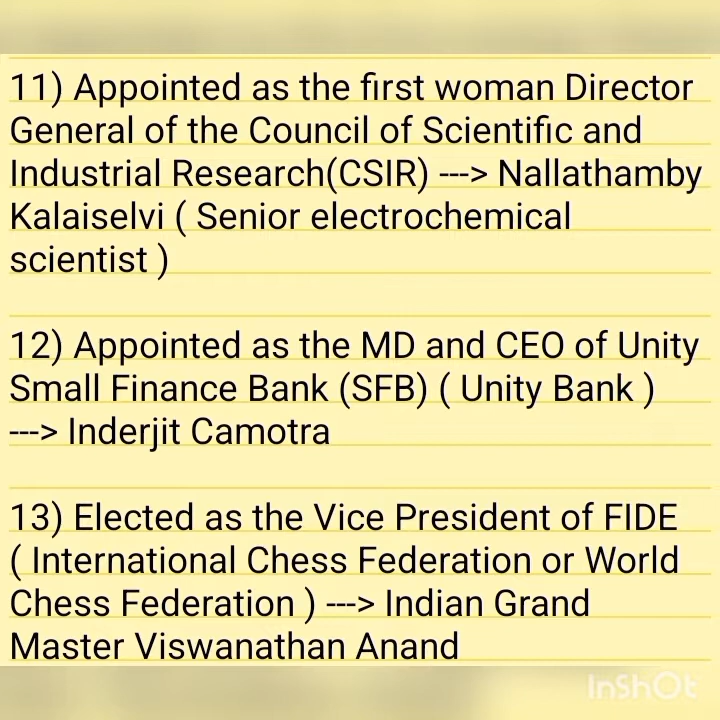 11) Appointed as the first woman Director
General of the Council of Scientific and
Industrial Research(CSIR) ---> Nallathamby
Kalaiselvi ( Senior electrochemical
scientist )
12) Appointed as the MD and CEO of Unity
Small Finance Bank (SFB) ( Unity Bank )
---> Inderjit Camotra
13) Elected as the Vice President of FIDE
( International Chess Federation or World
Chess Federation ) ---> Indian Grand
Master Viswanathan Anand
InShOt